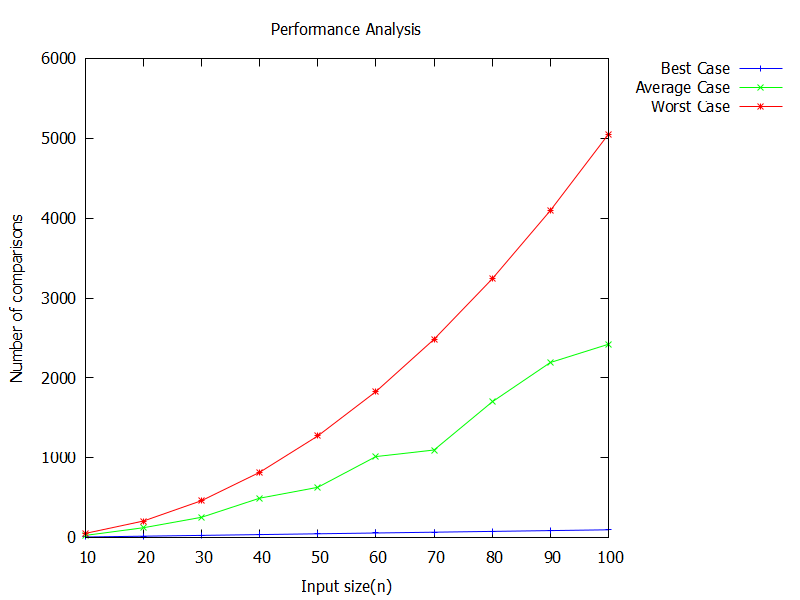 Performance Analysis
Best Case
Average Case
Worst Case
Number of comparisons
6000
5000
4000
3000
2000
1000
0
10 20 30 40 50 60 70 80 90 100
Input size(n)